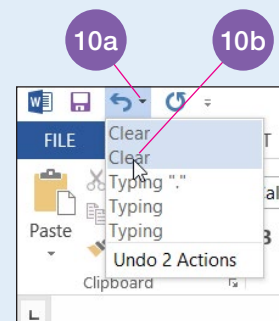 10a 10b
FILE Clear T
Clear
Typing "."
Typing
Paste Typing
Undo 2 Actions
Clipboard